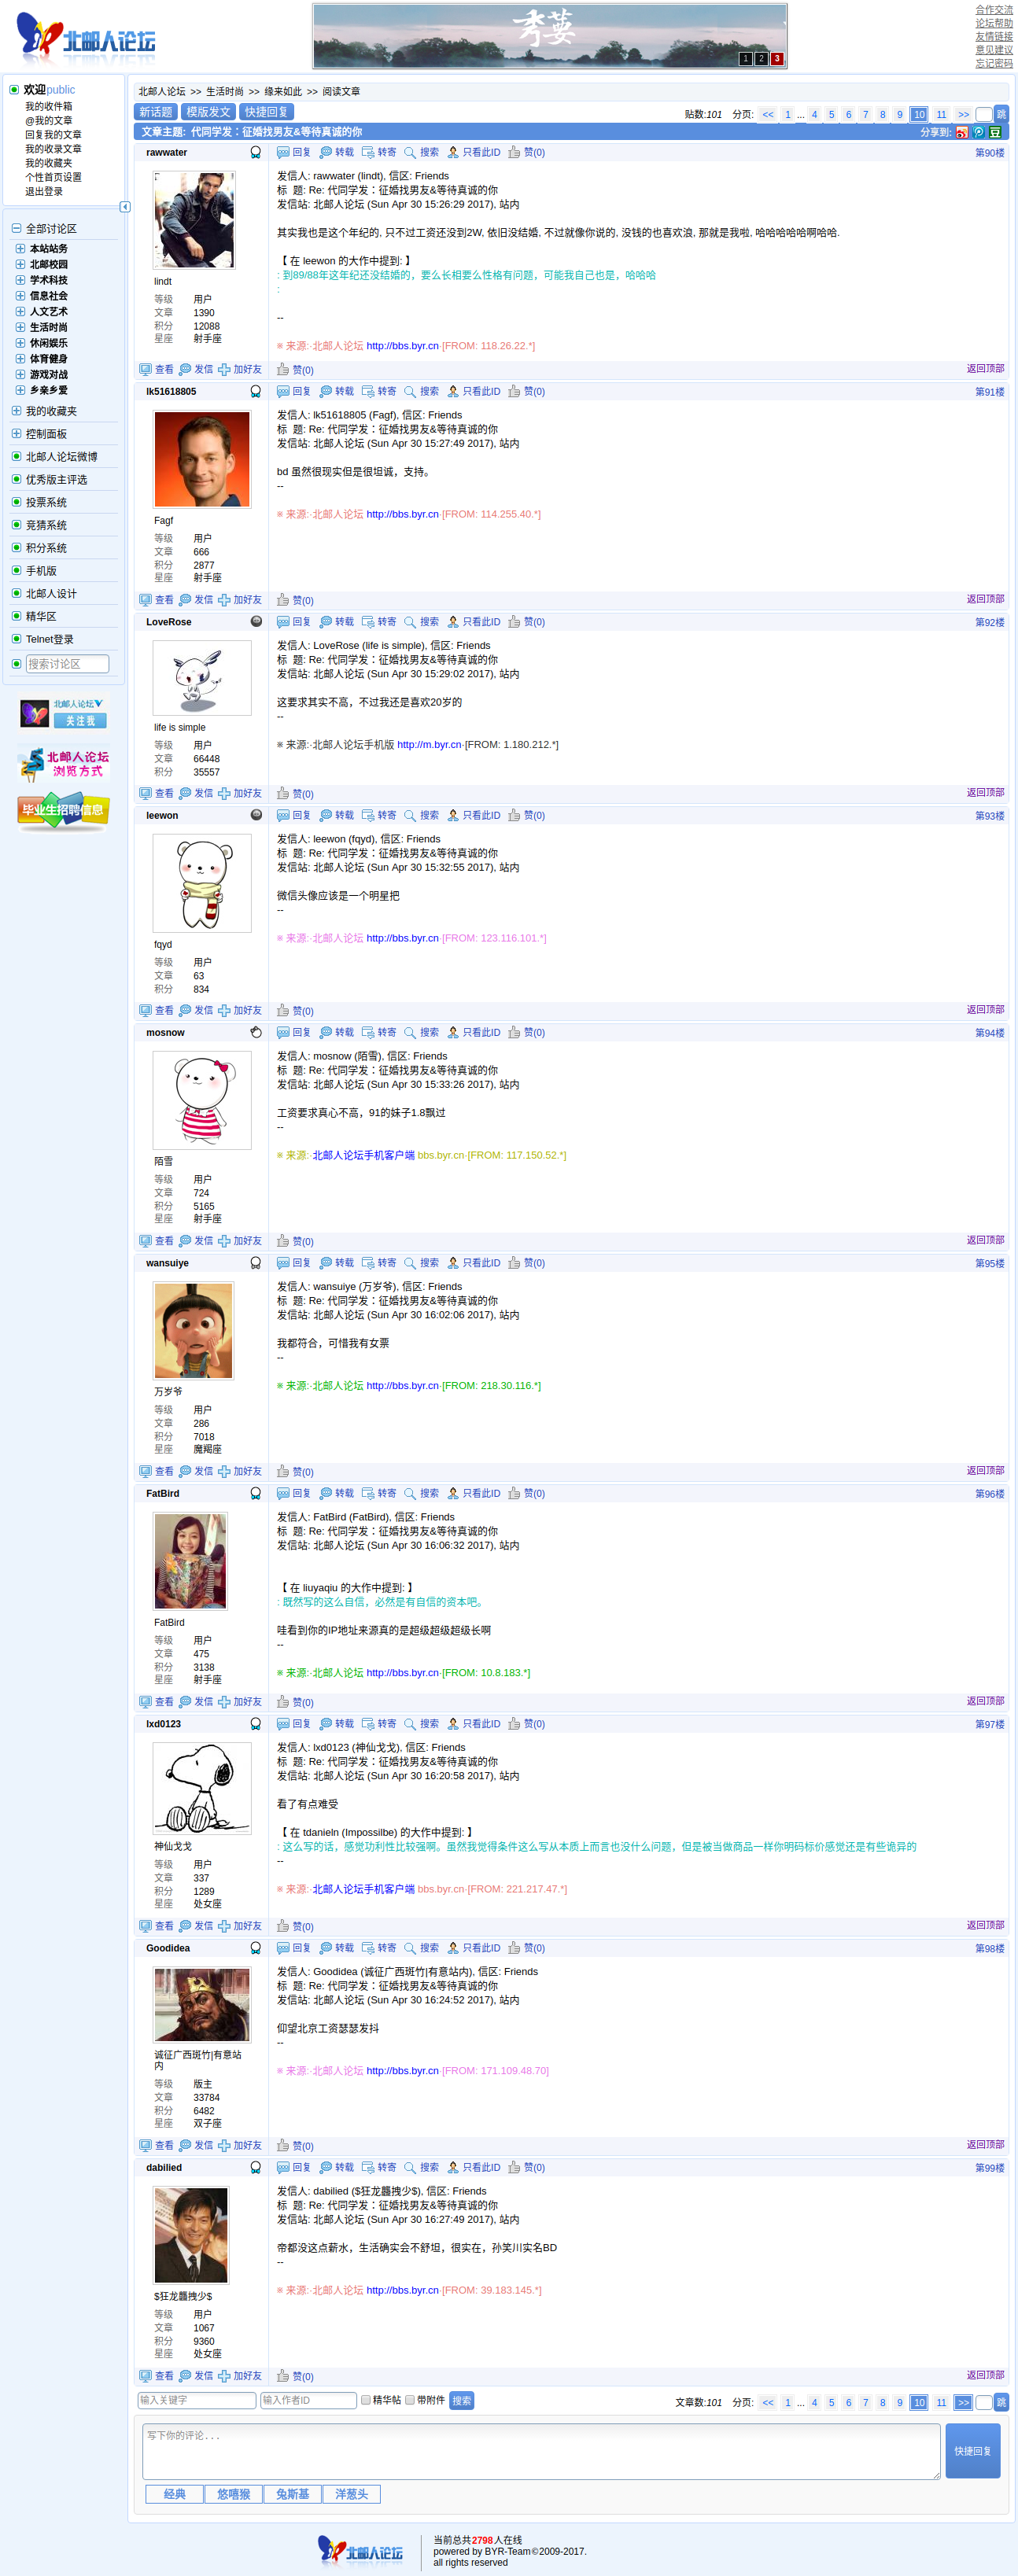 北邮人论坛
合作交流
论坛帮助
友情链接
意见建议
忘记密码
1 2 3
欢迎public
我的收件箱
@我的文章
回复我的文章
我的收录文章
我的收藏夹
个性首页设置
退出登录
全部讨论区
本站站务
北邮校园
学术科技
信息社会
人文艺术
生活时尚
休闲娱乐
体育健身
游戏对战
乡亲乡爱
我的收藏夹
控制面板
北邮人论坛微博
优秀版主评选
投票系统
竞猜系统
积分系统
手机版
北邮人设计
精华区
Telnet登录
搜索讨论区
北邮人论坛
关注我
北邮人论坛
浏览方式
毕业生招聘信息
北邮人论坛 >> 生活时尚 >> 缘来如此 >> 阅读文章
新话题 模版发文 快捷回复
贴数:101 分页: << 1 ... 4 5 6 7 8 9 10 11 >> 跳
文章主题: 代同学发：征婚找男友&等待真诚的你
分享到:
rawwater
回复 转载 转寄 搜索 只看此ID 赞(0) 第90楼
lindt
等级 用户
文章 1390
积分 12088
星座 射手座
发信人: rawwater (lindt), 信区: Friends
标 题: Re: 代同学发：征婚找男友&等待真诚的你
发信站: 北邮人论坛 (Sun Apr 30 15:26:29 2017), 站内
其实我也是这个年纪的, 只不过工资还没到2W, 依旧没结婚, 不过就像你说的, 没钱的也喜欢浪, 那就是我啦, 哈哈哈哈哈啊哈哈.
【 在 leewon 的大作中提到: 】
: 到89/88年这年纪还没结婚的，要么长相要么性格有问题，可能我自己也是，哈哈哈
:
--
※ 来源:·北邮人论坛 http://bbs.byr.cn·[FROM: 118.26.22.*]
查看 发信 加好友 赞(0) 返回顶部
lk51618805
回复 转载 转寄 搜索 只看此ID 赞(0) 第91楼
Fagf
等级 用户
文章 666
积分 2877
星座 射手座
发信人: lk51618805 (Fagf), 信区: Friends
标 题: Re: 代同学发：征婚找男友&等待真诚的你
发信站: 北邮人论坛 (Sun Apr 30 15:27:49 2017), 站内
bd 虽然很现实但是很坦诚，支持。
--
※ 来源:·北邮人论坛 http://bbs.byr.cn·[FROM: 114.255.40.*]
查看 发信 加好友 赞(0) 返回顶部
LoveRose
回复 转载 转寄 搜索 只看此ID 赞(0) 第92楼
life is simple
等级 用户
文章 66448
积分 35557
发信人: LoveRose (life is simple), 信区: Friends
标 题: Re: 代同学发：征婚找男友&等待真诚的你
发信站: 北邮人论坛 (Sun Apr 30 15:29:02 2017), 站内
这要求其实不高，不过我还是喜欢20岁的
--
※ 来源:·北邮人论坛手机版 http://m.byr.cn·[FROM: 1.180.212.*]
查看 发信 加好友 赞(0) 返回顶部
leewon
回复 转载 转寄 搜索 只看此ID 赞(0) 第93楼
fqyd
等级 用户
文章 63
积分 834
发信人: leewon (fqyd), 信区: Friends
标 题: Re: 代同学发：征婚找男友&等待真诚的你
发信站: 北邮人论坛 (Sun Apr 30 15:32:55 2017), 站内
微信头像应该是一个明星把
--
※ 来源:·北邮人论坛 http://bbs.byr.cn·[FROM: 123.116.101.*]
查看 发信 加好友 赞(0) 返回顶部
mosnow
回复 转载 转寄 搜索 只看此ID 赞(0) 第94楼
陌雪
等级 用户
文章 724
积分 5165
星座 射手座
发信人: mosnow (陌雪), 信区: Friends
标 题: Re: 代同学发：征婚找男友&等待真诚的你
发信站: 北邮人论坛 (Sun Apr 30 15:33:26 2017), 站内
工资要求真心不高，91的妹子1.8飘过
--
※ 来源:·北邮人论坛手机客户端 bbs.byr.cn·[FROM: 117.150.52.*]
查看 发信 加好友 赞(0) 返回顶部
wansuiye
回复 转载 转寄 搜索 只看此ID 赞(0) 第95楼
万岁爷
等级 用户
文章 286
积分 7018
星座 魔羯座
发信人: wansuiye (万岁爷), 信区: Friends
标 题: Re: 代同学发：征婚找男友&等待真诚的你
发信站: 北邮人论坛 (Sun Apr 30 16:02:06 2017), 站内
我都符合，可惜我有女票
--
※ 来源:·北邮人论坛 http://bbs.byr.cn·[FROM: 218.30.116.*]
查看 发信 加好友 赞(0) 返回顶部
FatBird
回复 转载 转寄 搜索 只看此ID 赞(0) 第96楼
FatBird
等级 用户
文章 475
积分 3138
星座 射手座
发信人: FatBird (FatBird), 信区: Friends
标 题: Re: 代同学发：征婚找男友&等待真诚的你
发信站: 北邮人论坛 (Sun Apr 30 16:06:32 2017), 站内
【 在 liuyaqiu 的大作中提到: 】
: 既然写的这么自信，必然是有自信的资本吧。
哇看到你的IP地址来源真的是超级超级超级长啊
--
※ 来源:·北邮人论坛 http://bbs.byr.cn·[FROM: 10.8.183.*]
查看 发信 加好友 赞(0) 返回顶部
lxd0123
回复 转载 转寄 搜索 只看此ID 赞(0) 第97楼
神仙戈戈
等级 用户
文章 337
积分 1289
星座 处女座
发信人: lxd0123 (神仙戈戈), 信区: Friends
标 题: Re: 代同学发：征婚找男友&等待真诚的你
发信站: 北邮人论坛 (Sun Apr 30 16:20:58 2017), 站内
看了有点难受
【 在 tdanieln (Impossilbe) 的大作中提到: 】
: 这么写的话，感觉功利性比较强啊。虽然我觉得条件这么写从本质上而言也没什么问题，但是被当做商品一样你明码标价感觉还是有些诡异的
--
※ 来源:·北邮人论坛手机客户端 bbs.byr.cn·[FROM: 221.217.47.*]
查看 发信 加好友 赞(0) 返回顶部
Goodidea
回复 转载 转寄 搜索 只看此ID 赞(0) 第98楼
诚征广西斑竹|有意站内
等级 版主
文章 33784
积分 6482
星座 双子座
发信人: Goodidea (诚征广西斑竹|有意站内), 信区: Friends
标 题: Re: 代同学发：征婚找男友&等待真诚的你
发信站: 北邮人论坛 (Sun Apr 30 16:24:52 2017), 站内
仰望北京工资瑟瑟发抖
--
※ 来源:·北邮人论坛 http://bbs.byr.cn·[FROM: 171.109.48.70]
查看 发信 加好友 赞(0) 返回顶部
dabilied
回复 转载 转寄 搜索 只看此ID 赞(0) 第99楼
$狂龙龘拽少$
等级 用户
文章 1067
积分 9360
星座 处女座
发信人: dabilied ($狂龙龘拽少$), 信区: Friends
标 题: Re: 代同学发：征婚找男友&等待真诚的你
发信站: 北邮人论坛 (Sun Apr 30 16:27:49 2017), 站内
帝都没这点薪水，生活确实会不舒坦，很实在，孙笑川实名BD
--
※ 来源:·北邮人论坛 http://bbs.byr.cn·[FROM: 39.183.145.*]
查看 发信 加好友 赞(0) 返回顶部
输入关键字 输入作者ID 精华帖 带附件 搜索
文章数:101 分页: << 1 ... 4 5 6 7 8 9 10 11 >> 跳
写下你的评论...
快捷回复
经典 悠嘻猴 兔斯基 洋葱头
北邮人论坛
当前总共2798人在线
powered by BYR-Team©2009-2017.
all rights reserved